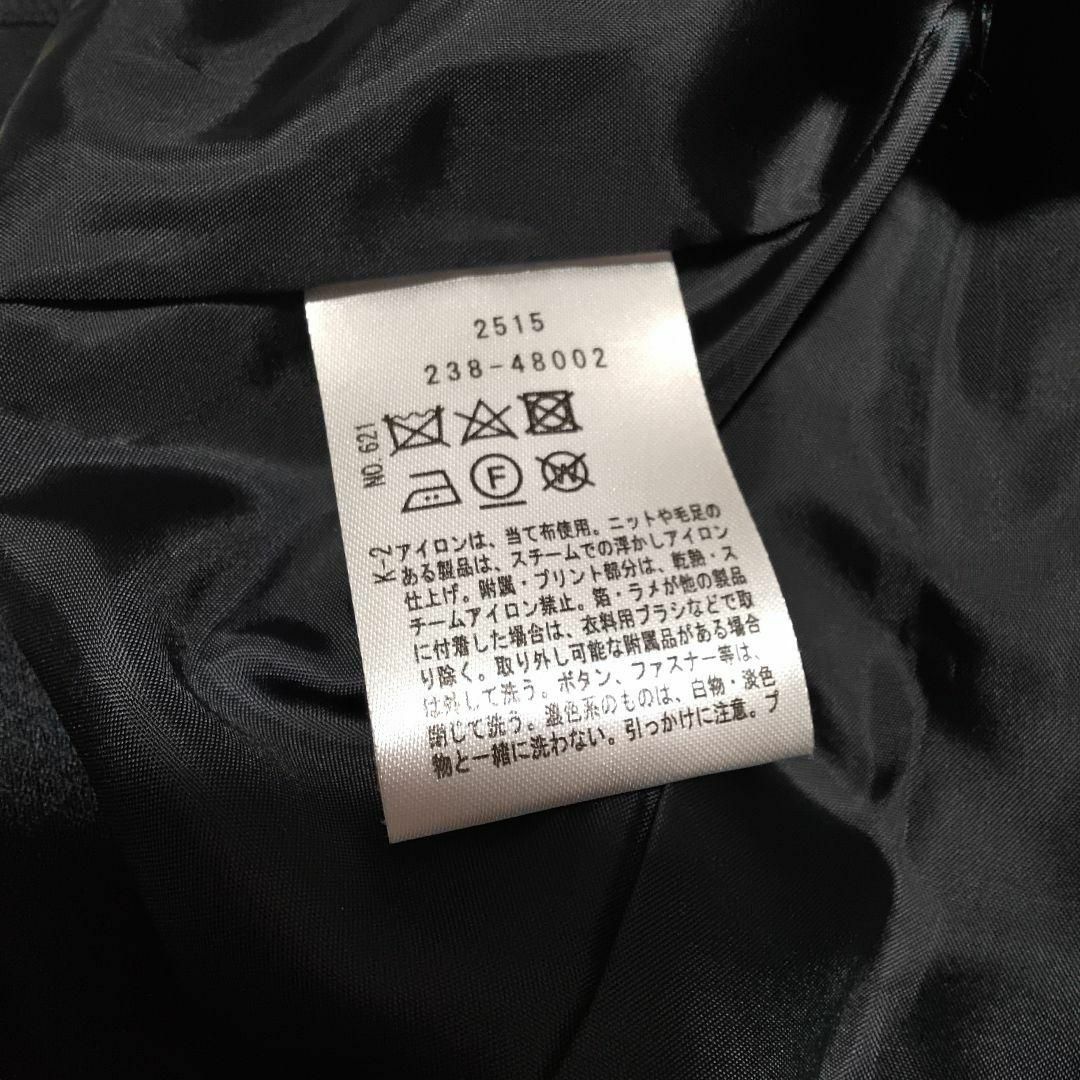 2515
238-48002
NO.621
F
W
K-2
アイロンは、当て布使用。ニットや毛足の
ある製品は、スチームでの浮かしアイロン
仕上げ。附属・プリント部分は、乾熱・ス
チームアイロン禁止。箔・ラメが他の製品
に付着した場合は、衣料用ブラシなどで取
り除く。取り外し可能な附属品がある場合
は外して洗う。ボタン、ファスナー等は、
閉じて洗う。濃色系のものは、白物・淡色
物と一緒に洗わない。引っかけに注意。プ